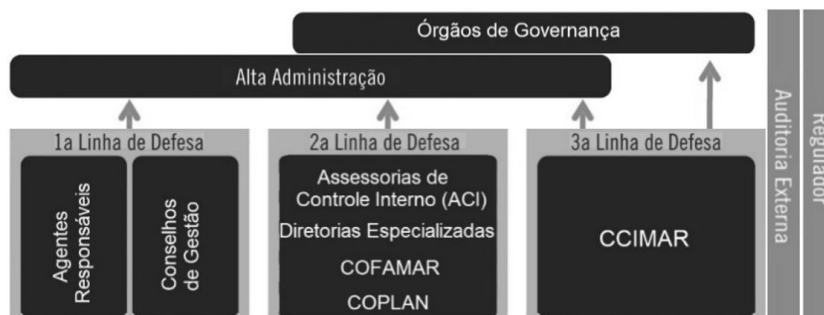 Órgãos de Governança
Alta Administração
1a Linha de Defesa
Agentes
Responsáveis
Conselhos
de Gestão
2a Linha de Defesa
Assessorias de
Controle Interno (ACI)
Diretorias Especializadas
COFAMAR
COPLAN
3a Linha de Defesa
CCIMAR
Auditoria Externa
Regulador